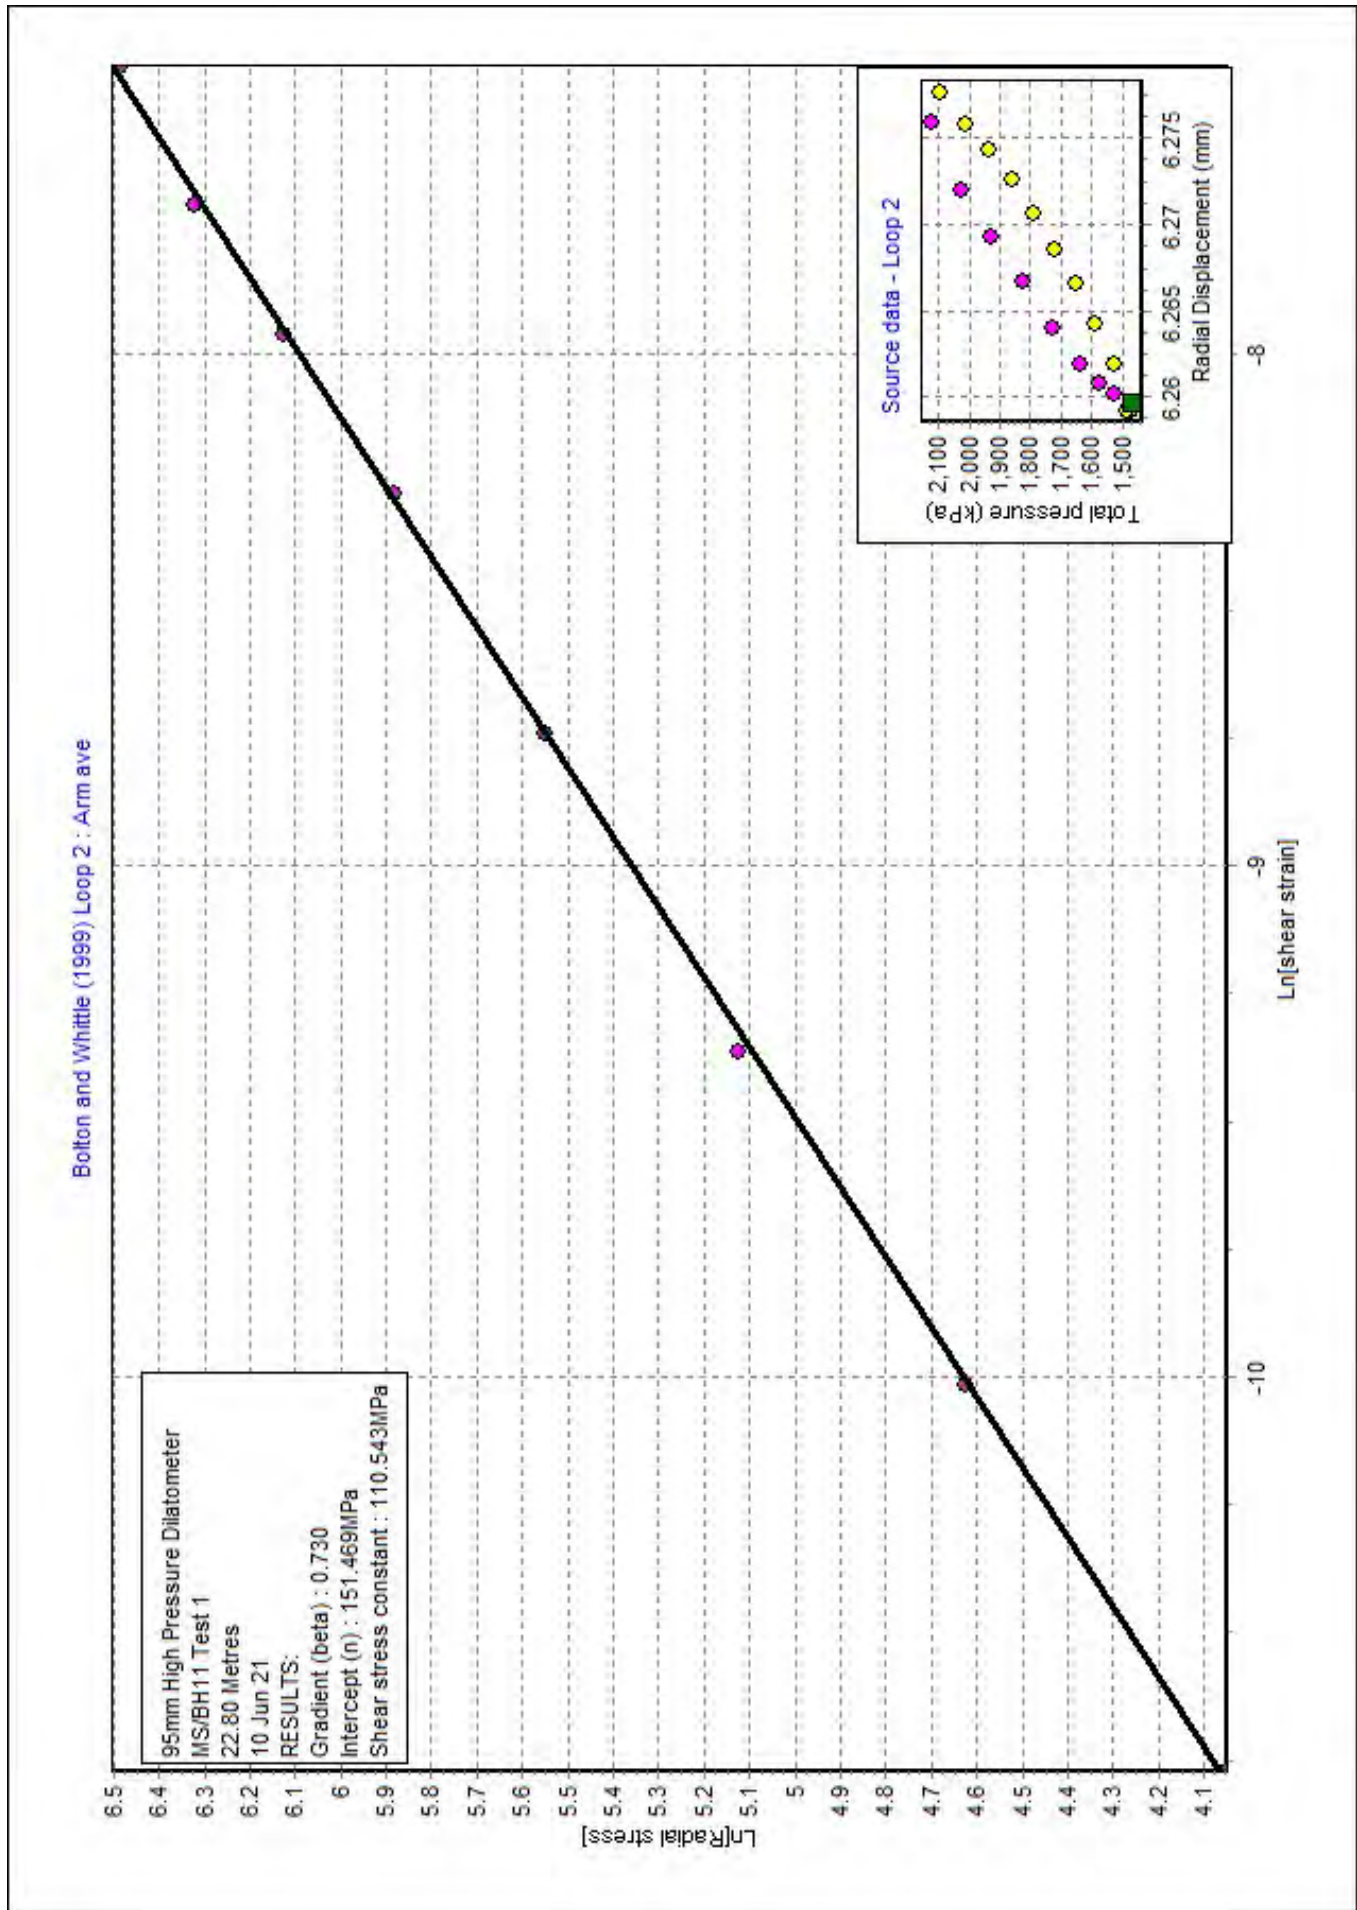 Bolton and Whittle (1999) Loop 2 : Arm ave
95mm High Pressure Dilatometer
MS/BH11 Test 1
22.80 Metres
10 Jun 21
RESULTS:
Gradient (beta) : 0.730
Intercept (n) : 151.469MPa
Shear stress constant : 110.543MPa
Ln[Radial stress]
6.5
6.4
6.3
6.2
6.1
6
5.9
5.8
5.7
5.6
5.5
5.4
5.3
5.2
5.1
5
4.9
4.8
4.7
4.6
4.5
4.4
4.3
4.2
4.1
-10
-9
-8
Ln[shear strain]
Source data - Loop 2
Total pressure (kPa)
2,100
2,000
1,900
1,800
1,700
1,600
1,500
6.26
6.265
6.27
6.275
Radial Displacement (mm)